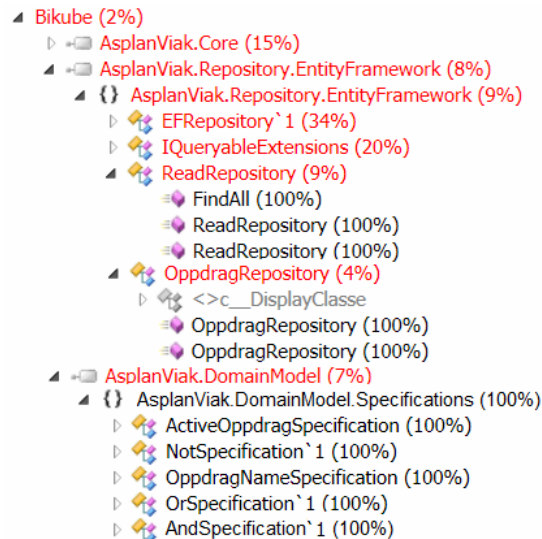 Bikube (2%)
AsplanViak.Core (15%)
AsplanViak.Repository.EntityFramework (8%)
{} AsplanViak.Repository.EntityFramework (9%)
EFRepository`1 (34%)
IQueryableExtensions (20%)
ReadRepository (9%)
FindAll (100%)
ReadRepository (100%)
ReadRepository (100%)
OppdragRepository (4%)
<>c__DisplayClasse
OppdragRepository (100%)
OppdragRepository (100%)
AsplanViak.DomainModel (7%)
{} AsplanViak.DomainModel.Specifications (100%)
ActiveOppdragSpecification (100%)
NotSpecification`1 (100%)
OppdragNameSpecification (100%)
OrSpecification`1 (100%)
AndSpecification`1 (100%)